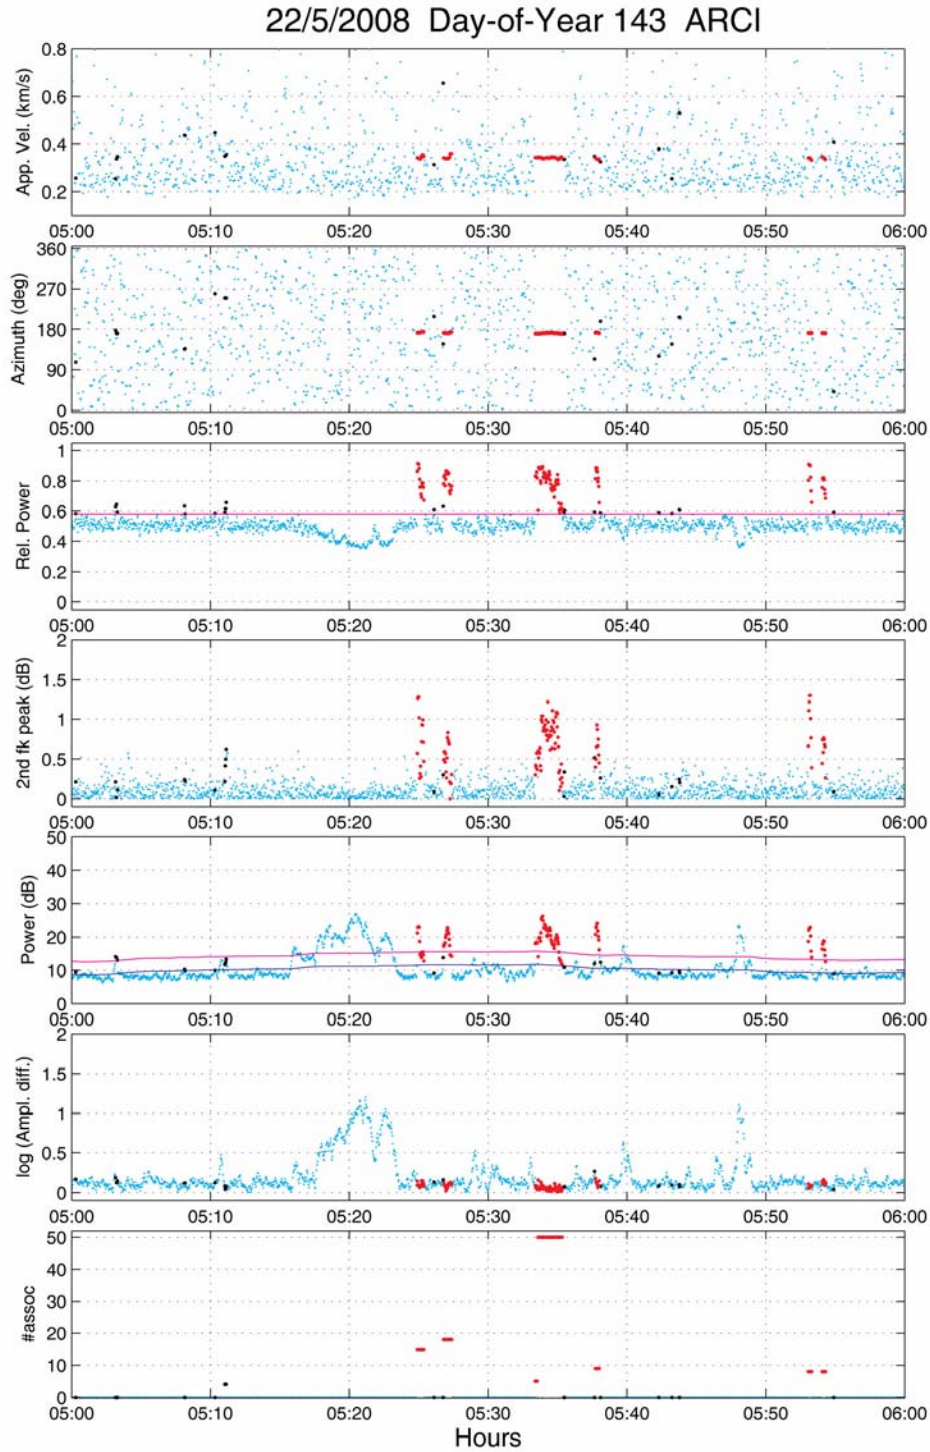 22/5/2008 Day-of-Year 143 ARCI
App. Vel. (km/s)
0.8
0.6
0.4
0.2
05:00 05:10 05:20 05:30 05:40 05:50 06:00
Azimuth (deg)
360
270
180
90
0
05:00 05:10 05:20 05:30 05:40 05:50 06:00
Rel. Power
1
0.8
0.6
0.4
0.2
0
05:00 05:10 05:20 05:30 05:40 05:50 06:00
2nd fk peak (dB)
2
1.5
1
0.5
0
05:00 05:10 05:20 05:30 05:40 05:50 06:00
Power (dB)
50
40
30
20
10
0
05:00 05:10 05:20 05:30 05:40 05:50 06:00
log (Ampl. diff.)
2
1.5
1
0.5
0
05:00 05:10 05:20 05:30 05:40 05:50 06:00
#assoc
50
40
30
20
10
0
05:00 05:10 05:20 05:30 05:40 05:50 06:00
Hours